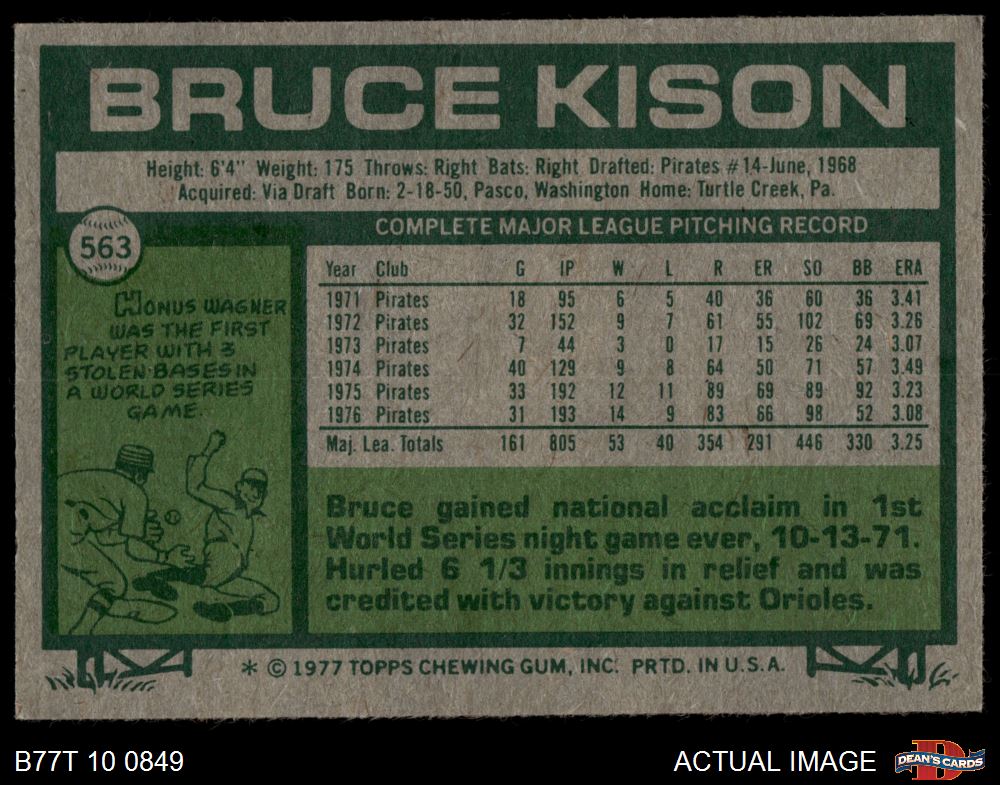 BRUCE KISON
Height: 6'4" Weight: 175 Throws: Right Bats: Right Drafted: Pirates #14-June, 1968
Acquired: Via Draft Born: 2-18-50, Pasco, Washington Home: Turtle Creek, Pa.
563
HONUS WAGNER
WAS THE FIRST
PLAYER WITH 3
STOLEN BASES IN
A WORLD SERIES
GAME.
COMPLETE MAJOR LEAGUE PITCHING RECORD
Year Club G IP W L R ER SO BB ERA
1971 Pirates 18 95 6 5 40 36 60 36 3.41
1972 Pirates 32 152 9 7 61 55 102 69 3.26
1973 Pirates 7 44 3 0 17 15 26 24 3.07
1974 Pirates 40 129 9 8 64 50 71 57 3.49
1975 Pirates 33 192 12 11 89 69 89 92 3.23
1976 Pirates 31 193 14 9 83 66 98 52 3.08
Maj. Lea. Totals 161 805 53 40 354 291 446 330 3.25
Bruce gained national acclaim in 1st
World Series night game ever, 10-13-71.
Hurled 6 1/3 innings in relief and was
credited with victory against Orioles.
* © 1977 TOPPS CHEWING GUM, INC. PRTD. IN U.S.A.
B77T 10 0849
ACTUAL IMAGE
D
DEAN'S CARDS